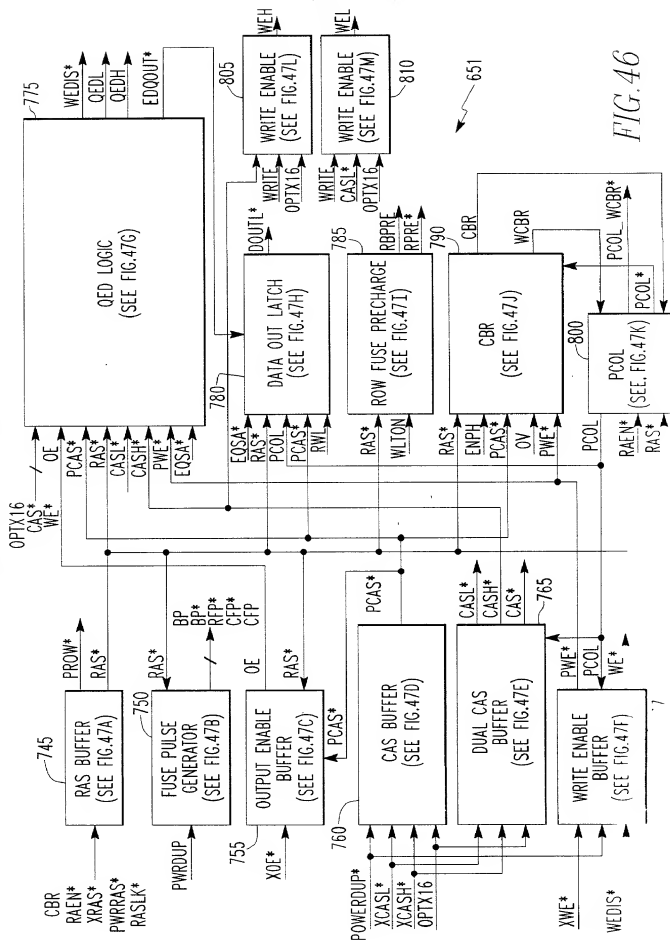 CBR
RAEN*
XRAS*
PWRRAS*
RASLK*
745
RAS BUFFER
(SEE FIG.47A)
PROW*
RAS*
PWRDUP
750
FUSE PULSE
GENERATOR
(SEE FIG.47B)
RAS*
BP
BP*
RFP*
CFP*
CFP
XOE*
755
OUTPUT ENABLE
BUFFER
(SEE FIG.47C)
OE
RAS*
PCAS*
760
POWERDUP*
XCASL*
XCASH*
OPTX16
CAS BUFFER
(SEE FIG.47D)
PCAS*
DUAL CAS
BUFFER
(SEE FIG.47E)
CASL*
CASH*
CAS*
765
XWE*
WEDIS*
WRITE ENABLE
BUFFER
(SEE FIG.47F)
PWE*
PCOL
WE*
7
OPTX16
CAS*
WE*
OE
PCAS*
RAS*
CASL*
CASH*
PWE*
EQSA*
QED LOGIC
(SEE FIG.47G)
775
WEDIS*
QEDL
QEDH
EDQOUT*
780
EQSA*
RAS*
PCOL
PCAS*
RWL
DATA OUT LATCH
(SEE FIG.47H)
DOUTL*
785
RAS*
WLTON
ROW FUSE PRECHARGE
(SEE FIG.47I)
RBPRE
RPRE*
790
RAS*
ENPH
PCAS*
OV
PWE*
CBR
(SEE FIG.47J)
CBR
WCBR
800
PCOL
RAEN*
RAS*
PCOL
(SEE. FIG.47K)
PCOL
WCBR*
PCOL*
805
WRITE
OPTX16
WRITE ENABLE
(SEE FIG.47L)
WEH
WRITE
CASL*
OPTX16
WRITE ENABLE
(SEE FIG.47M)
WEL
810
651
FIG.46